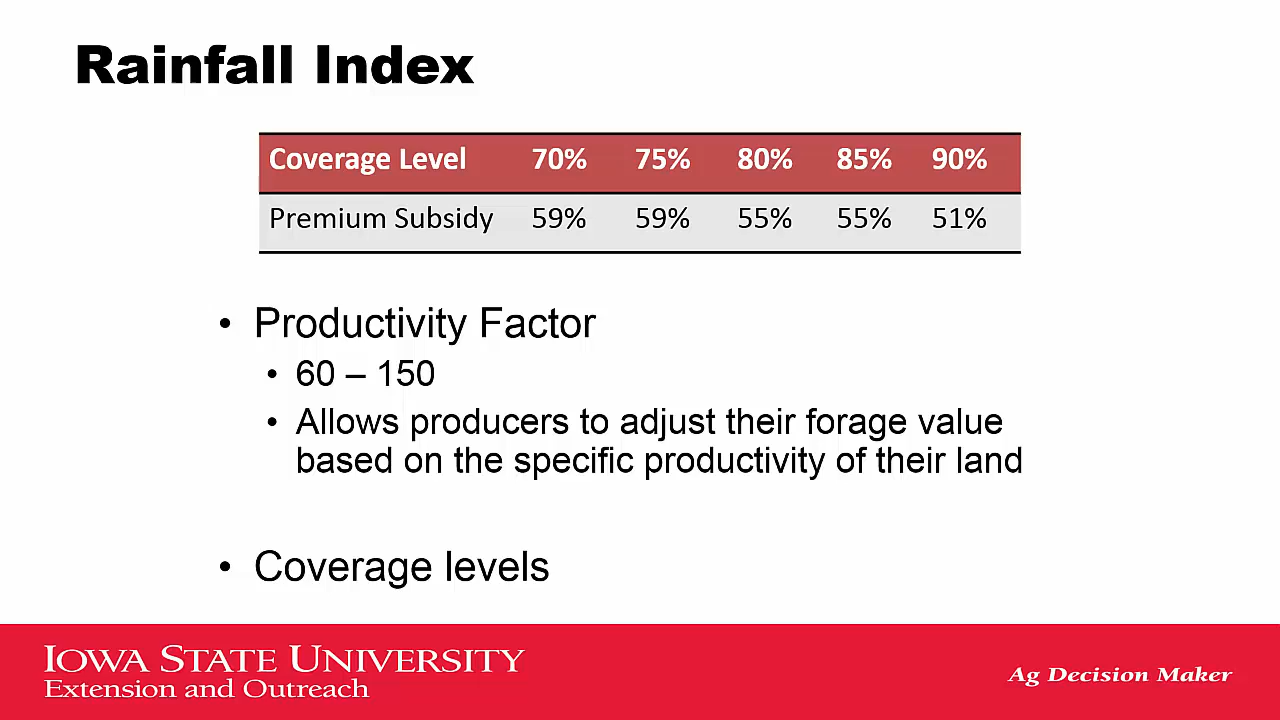 Rainfall Index
Coverage Level 70% 75% 80% 85% 90%
Premium Subsidy 59% 59% 55% 55% 51%
• Productivity Factor
• 60 – 150
• Allows producers to adjust their forage value
based on the specific productivity of their land
• Coverage levels
IOWA STATE UNIVERSITY
Extension and Outreach
Ag Decision Maker